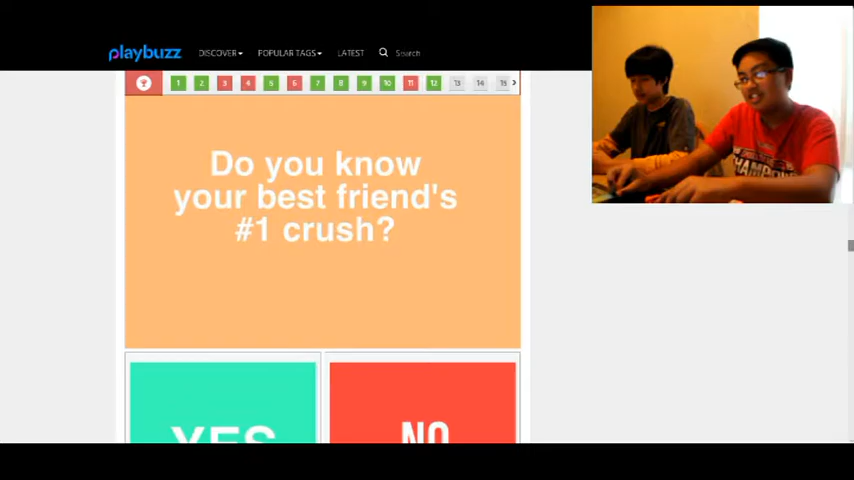 playbuzz DISCOVER POPULAR TAGS LATEST Search
1 2 3 4 5 6 7 8 9 10 11 12 13 14 15
Do you know
your best friend's
#1 crush?
YES NO